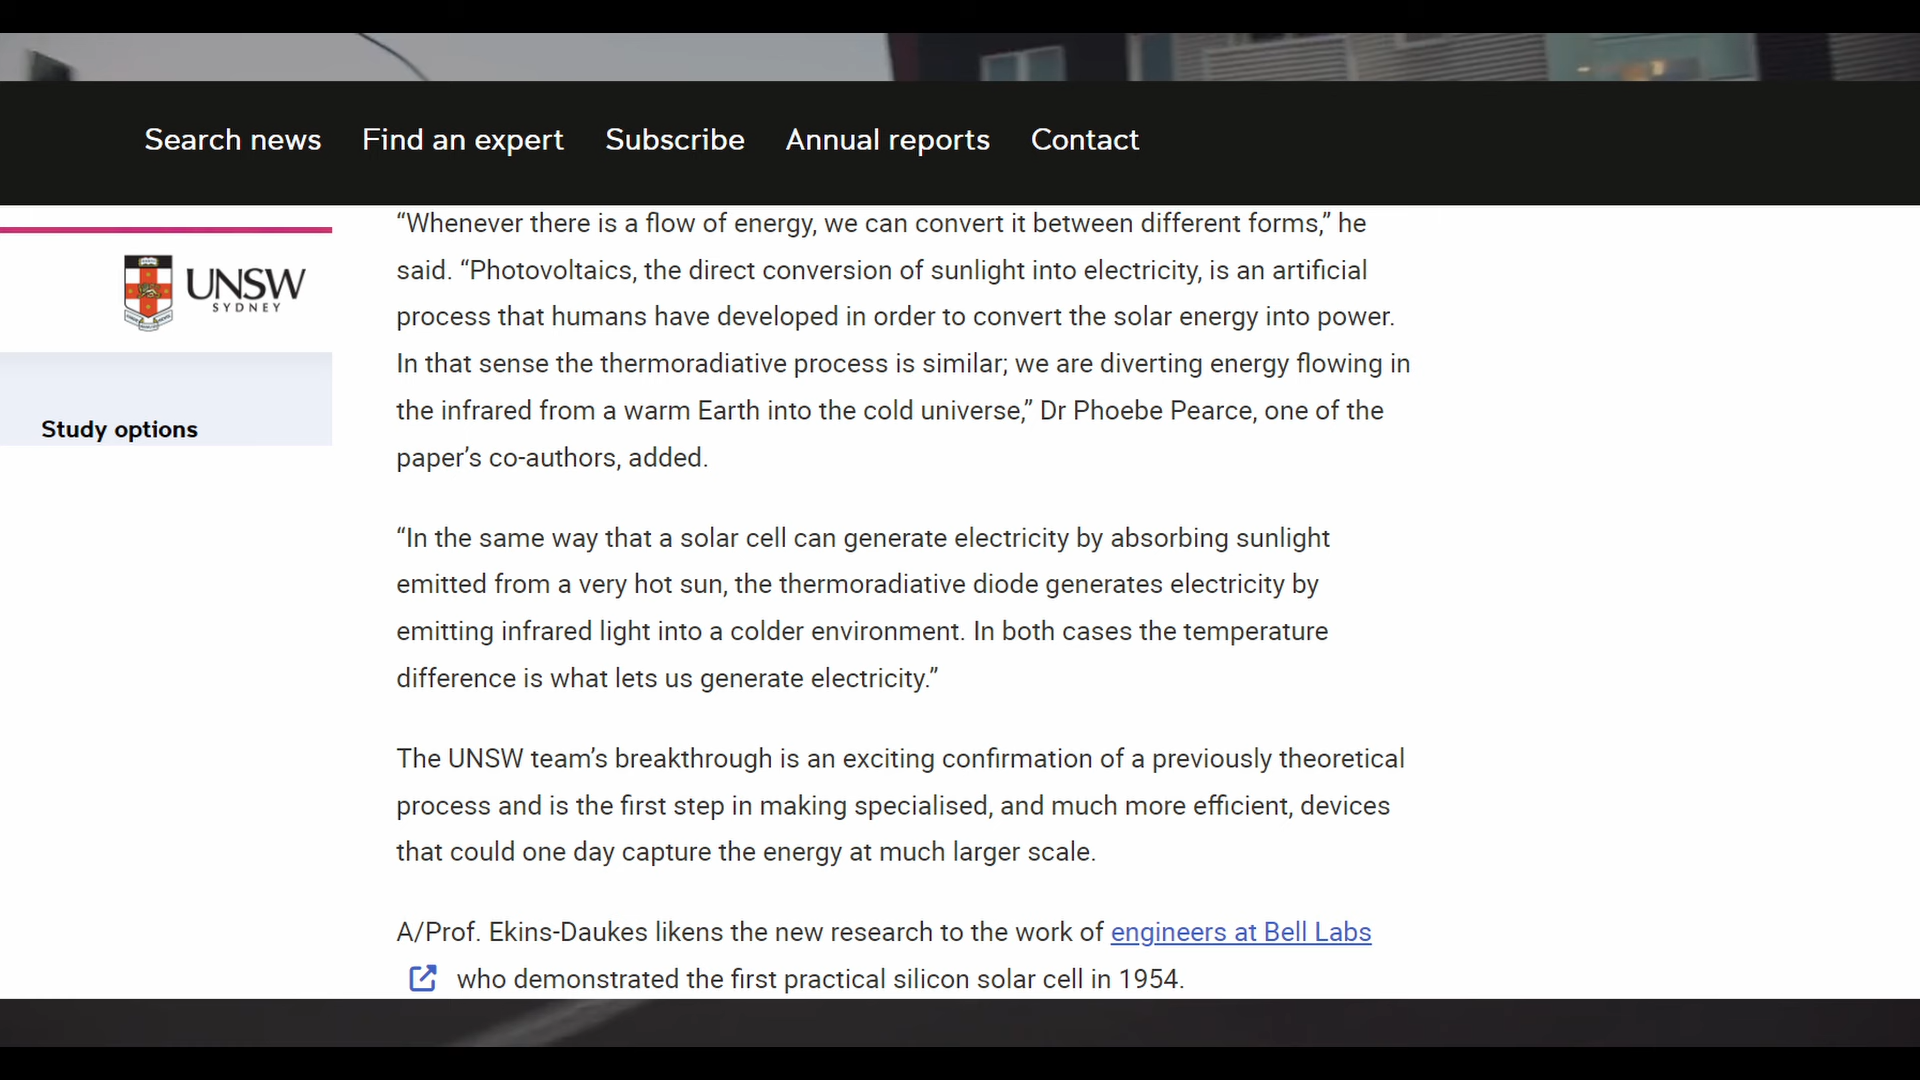 Search news Find an expert Subscribe Annual reports Contact
UNSW
SYDNEY
Study options
“Whenever there is a flow of energy, we can convert it between different forms,” he
said. “Photovoltaics, the direct conversion of sunlight into electricity, is an artificial
process that humans have developed in order to convert the solar energy into power.
In that sense the thermoradiative process is similar; we are diverting energy flowing in
the infrared from a warm Earth into the cold universe,” Dr Phoebe Pearce, one of the
paper’s co-authors, added.
“In the same way that a solar cell can generate electricity by absorbing sunlight
emitted from a very hot sun, the thermoradiative diode generates electricity by
emitting infrared light into a colder environment. In both cases the temperature
difference is what lets us generate electricity.”
The UNSW team’s breakthrough is an exciting confirmation of a previously theoretical
process and is the first step in making specialised, and much more efficient, devices
that could one day capture the energy at much larger scale.
A/Prof. Ekins-Daukes likens the new research to the work of engineers at Bell Labs
who demonstrated the first practical silicon solar cell in 1954.